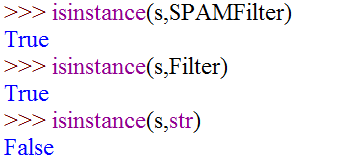 >>> isinstance(s,SPAMFilter)
True
>>> isinstance(s,Filter)
True
>>> isinstance(s,str)
False